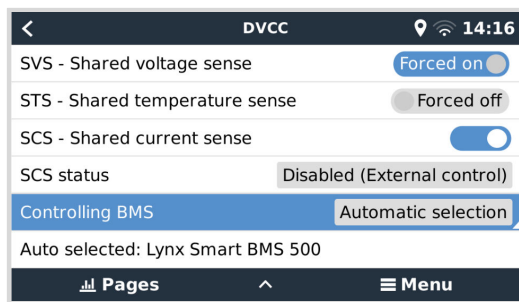 DVCC 14:16
SVS - Shared voltage sense Forced on
STS - Shared temperature sense Forced off
SCS - Shared current sense
SCS status Disabled (External control)
Controlling BMS Automatic selection
Auto selected: Lynx Smart BMS 500
Pages Menu